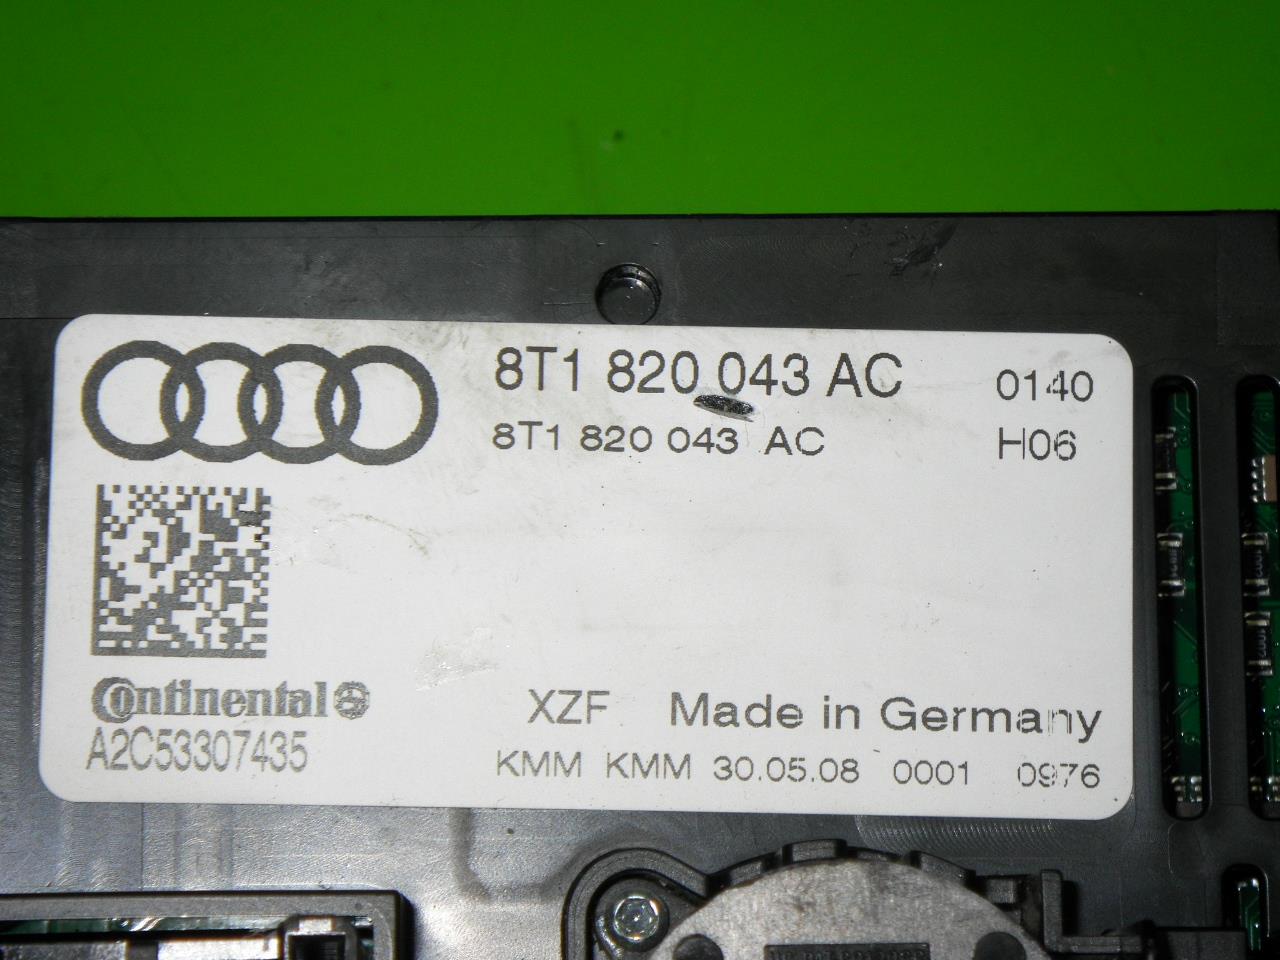 8T1 820 043 AC 0140
8T1 820 043 AC H06
Continental
A2C53307435
XZF Made in Germany
KMM KMM 30.05.08 0001 0976